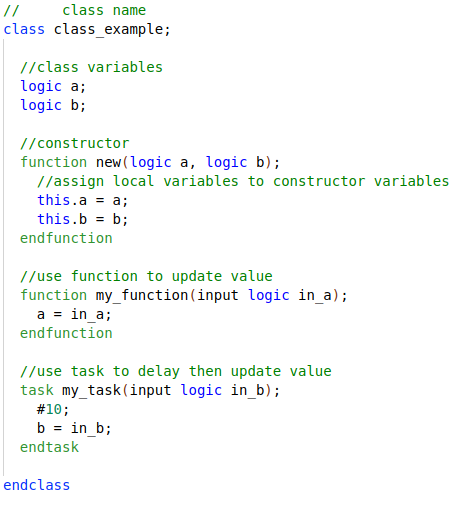 //     class name
class class_example;

  //class variables
  logic a;
  logic b;

  //constructor
  function new(logic a, logic b);
    //assign local variables to constructor variables
    this.a = a;
    this.b = b;
  endfunction

  //use function to update value
  function my_function(input logic in_a);
    a = in_a;
  endfunction

  //use task to delay then update value
  task my_task(input logic in_b);
    #10;
    b = in_b;
  endtask

endclass